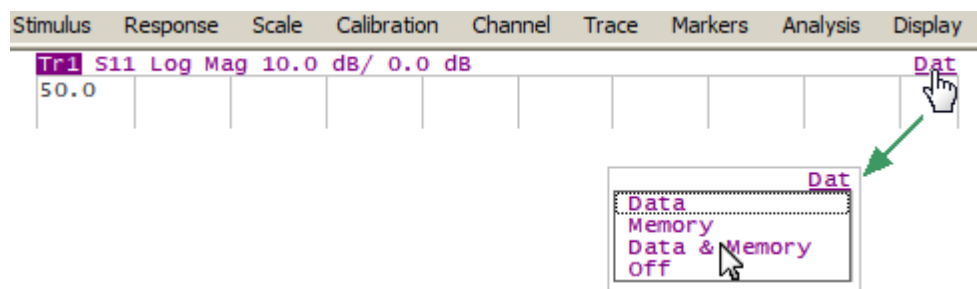 Stimulus Response Scale Calibration Channel Trace Markers Analysis Display
Tr1 S11 Log Mag 10.0 dB/ 0.0 dB Dat
50.0
Dat
Data
Memory
Data & Memory
Off